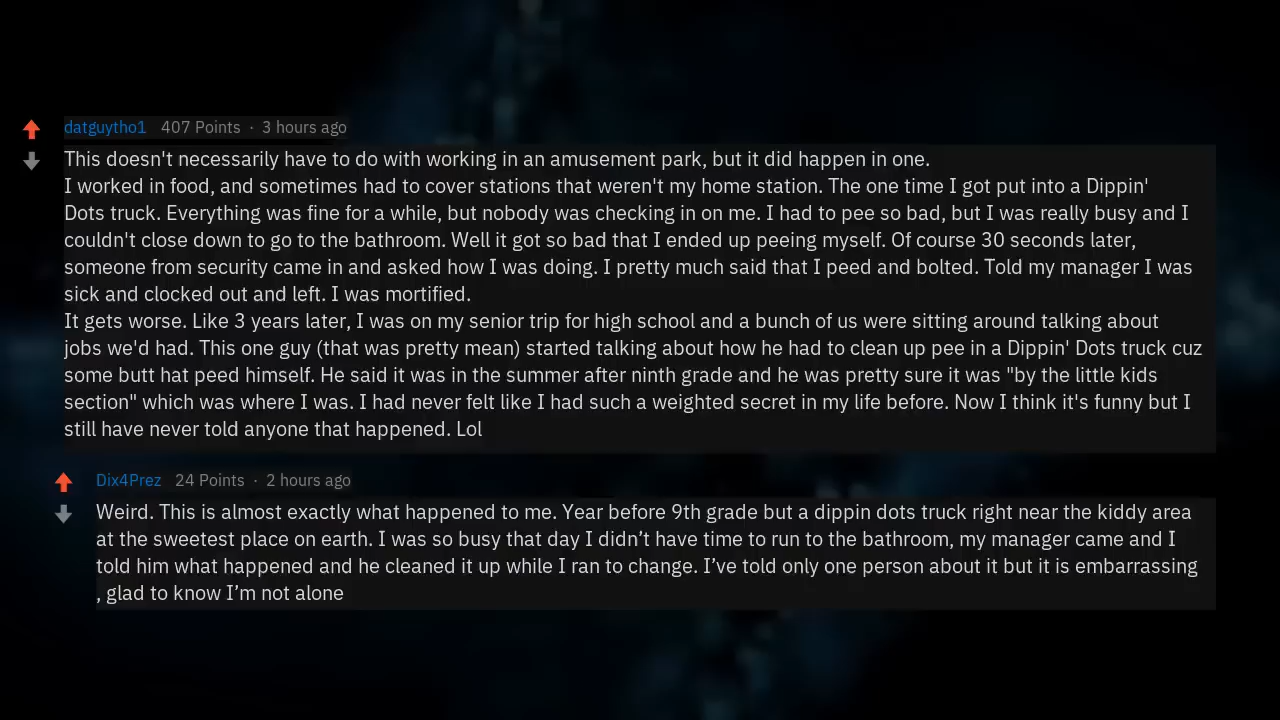 datguytho1 407 Points · 3 hours ago
This doesn't necessarily have to do with working in an amusement park, but it did happen in one.
I worked in food, and sometimes had to cover stations that weren't my home station. The one time I got put into a Dippin'
Dots truck. Everything was fine for a while, but nobody was checking in on me. I had to pee so bad, but I was really busy and I
couldn't close down to go to the bathroom. Well it got so bad that I ended up peeing myself. Of course 30 seconds later,
someone from security came in and asked how I was doing. I pretty much said that I peed and bolted. Told my manager I was
sick and clocked out and left. I was mortified.
It gets worse. Like 3 years later, I was on my senior trip for high school and a bunch of us were sitting around talking about
jobs we'd had. This one guy (that was pretty mean) started talking about how he had to clean up pee in a Dippin' Dots truck cuz
some butt hat peed himself. He said it was in the summer after ninth grade and he was pretty sure it was "by the little kids
section" which was where I was. I had never felt like I had such a weighted secret in my life before. Now I think it's funny but I
still have never told anyone that happened. Lol
Dix4Prez 24 Points · 2 hours ago
Weird. This is almost exactly what happened to me. Year before 9th grade but a dippin dots truck right near the kiddy area
at the sweetest place on earth. I was so busy that day I didn’t have time to run to the bathroom, my manager came and I
told him what happened and he cleaned it up while I ran to change. I’ve told only one person about it but it is embarrassing
, glad to know I’m not alone